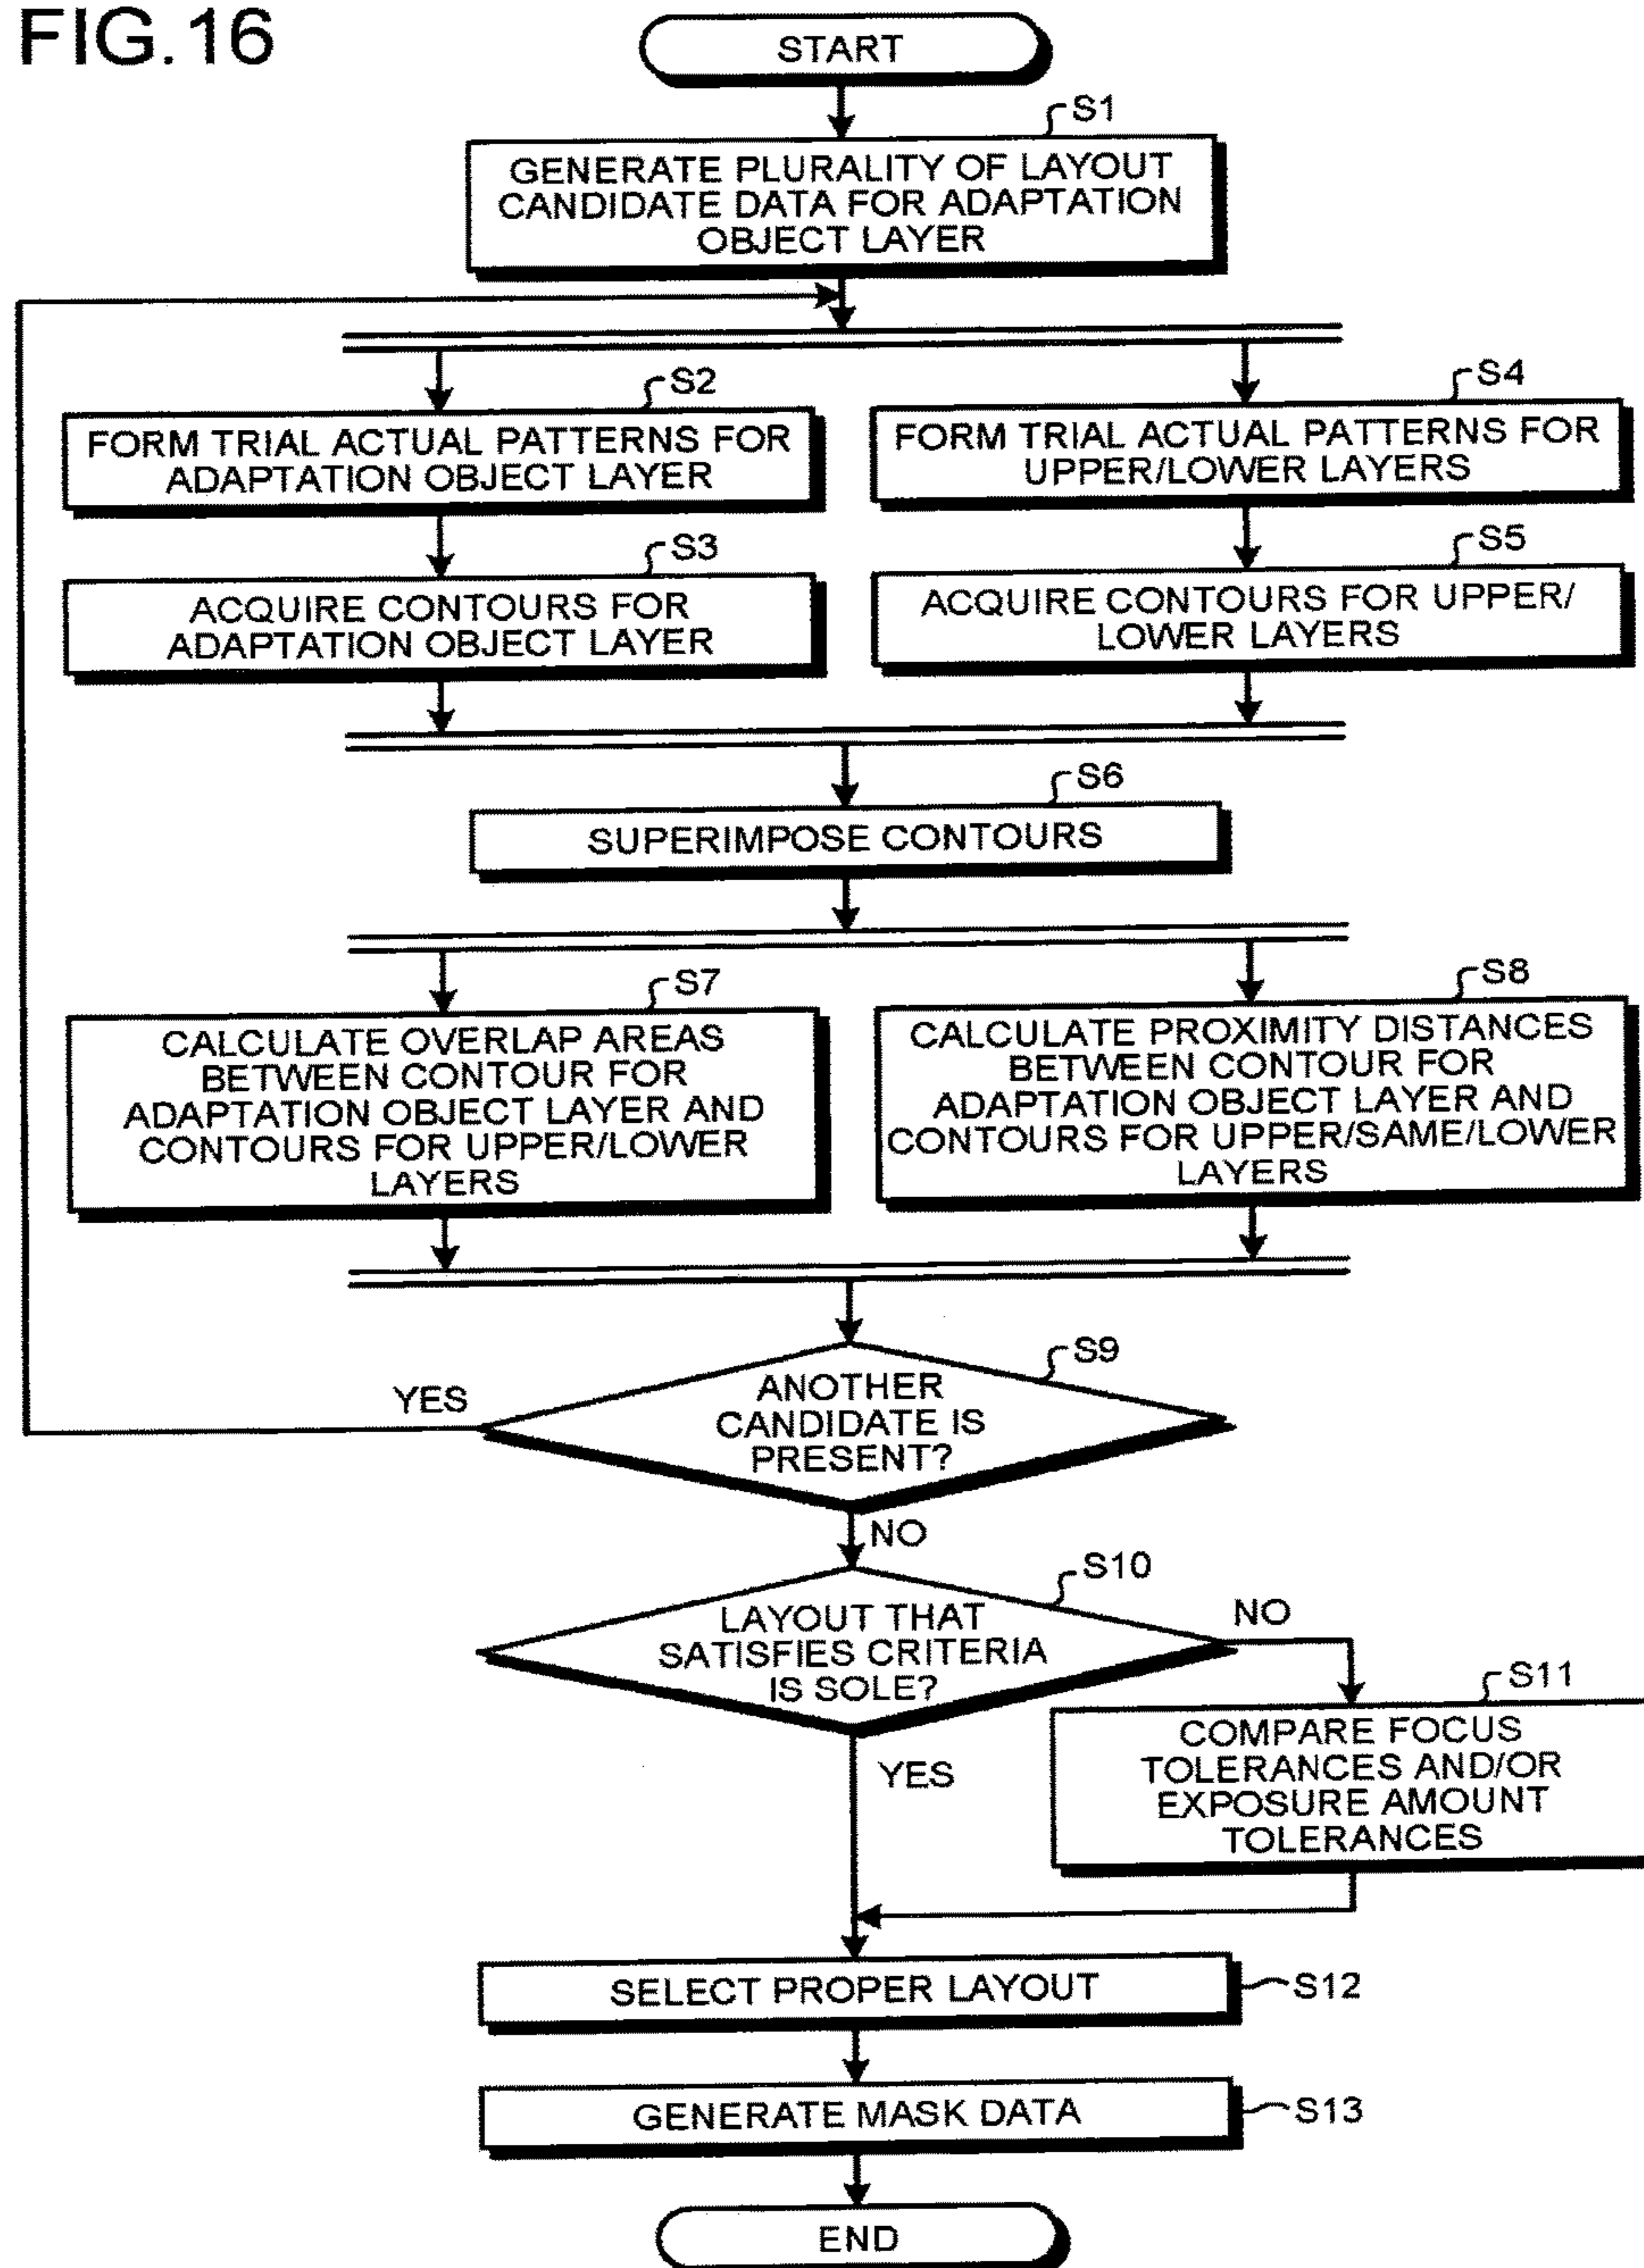 FIG.16
START
S1
GENERATE PLURALITY OF LAYOUT
CANDIDATE DATA FOR ADAPTATION
OBJECT LAYER
S2
FORM TRIAL ACTUAL PATTERNS FOR
ADAPTATION OBJECT LAYER
S4
FORM TRIAL ACTUAL PATTERNS FOR
UPPER/LOWER LAYERS
S3
ACQUIRE CONTOURS FOR
ADAPTATION OBJECT LAYER
S5
ACQUIRE CONTOURS FOR UPPER/
LOWER LAYERS
S6
SUPERIMPOSE CONTOURS
S7
CALCULATE OVERLAP AREAS
BETWEEN CONTOUR FOR
ADAPTATION OBJECT LAYER AND
CONTOURS FOR UPPER/LOWER
LAYERS
S8
CALCULATE PROXIMITY DISTANCES
BETWEEN CONTOUR FOR
ADAPTATION OBJECT LAYER AND
CONTOURS FOR UPPER/SAME/LOWER
LAYERS
S9
YES
ANOTHER
CANDIDATE IS
PRESENT?
NO
S10
LAYOUT THAT
SATISFIES CRITERIA
IS SOLE?
NO
S11
COMPARE FOCUS
TOLERANCES AND/OR
EXPOSURE AMOUNT
TOLERANCES
YES
SELECT PROPER LAYOUT
S12
GENERATE MASK DATA
S13
END